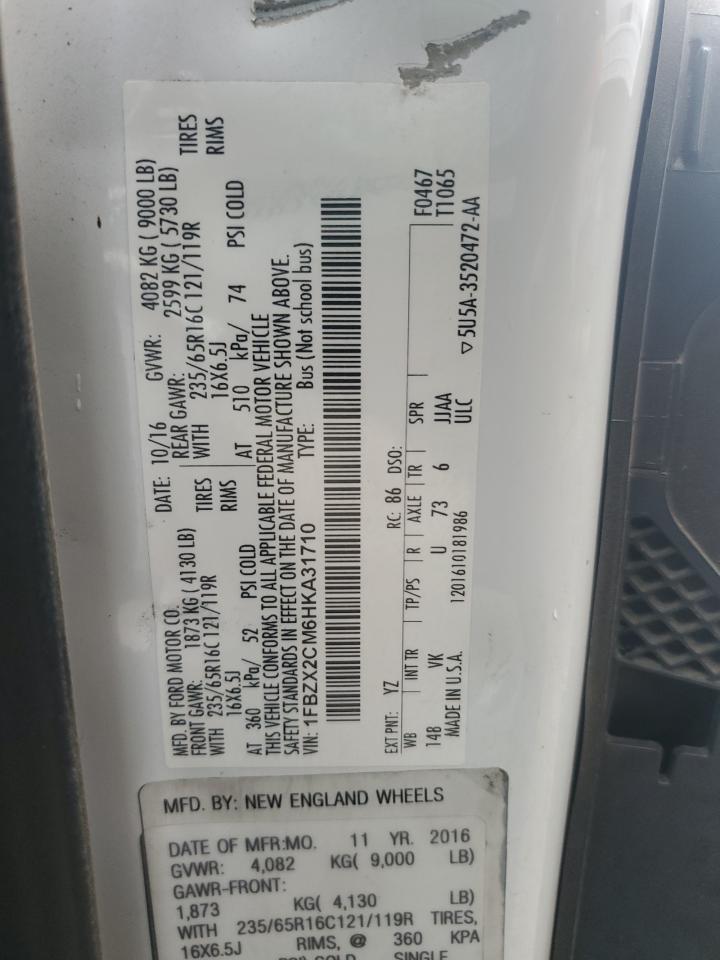 MFD. BY FORD MOTOR CO. DATE: 10/16 GVWR: 4082 KG ( 9000 LB)
FRONT GAWR: 1873 KG ( 4130 LB) REAR GAWR: 2599 KG ( 5730 LB)
WITH 235/65R16C 121/119R TIRES WITH 235/65R16C 121/119R TIRES
16X6.5J RIMS 16X6.5J RIMS
AT 360 kPa/ 52 PSI COLD AT 510 kPa/ 74 PSI COLD
THIS VEHICLE CONFORMS TO ALL APPLICABLE FEDERAL MOTOR VEHICLE
SAFETY STANDARDS IN EFFECT ON THE DATE OF MANUFACTURE SHOWN ABOVE.
VIN: 1FBZX2CM6HKA31710 TYPE: Bus (Not school bus)
EXT PNT: YZ RC: 86 DSO: F0467
WB INT TR TP/PS R AXLE TR SPR T1065
148 VK U 73 6 JJAA
MADE IN U.S.A. 1201610181986 ULC ▽5U5A-3520472-AA
MFD. BY: NEW ENGLAND WHEELS
DATE OF MFR:MO. 11 YR. 2016
GVWR: 4,082 KG( 9,000 LB)
GAWR-FRONT:
1,873 KG( 4,130 LB)
WITH 235/65R16C121/119R TIRES,
16X6.5J RIMS, @ 360 KPA
COLD SINGLE